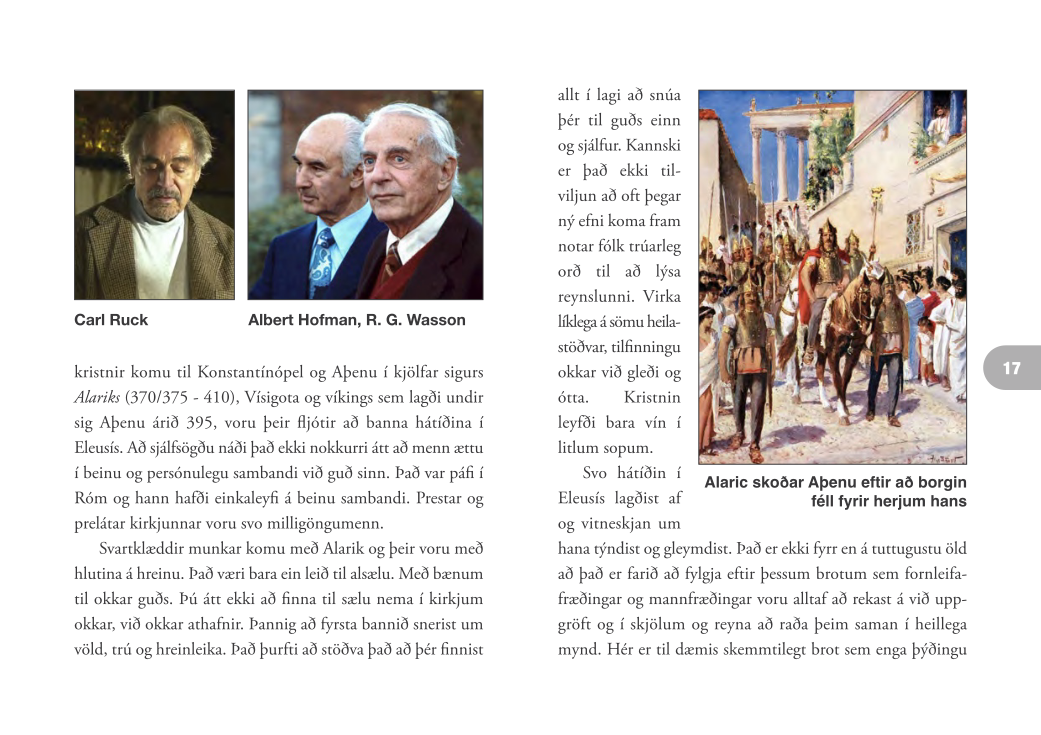 Carl Ruck
Albert Hofman, R. G. Wasson
kristnir komu til Konstantínópel og Aþenu í kjölfar sigurs
Alariks (370/375 - 410), Vísigota og víkings sem lagði undir
sig Aþenu árið 395, voru þeir fljótir að banna hátíðina í
Eleusís. Að sjálfsögðu náði það ekki nokkurri átt að menn ættu
í beinu og persónulegu sambandi við guð sinn. Það var páfi í
Róm og hann hafði einkaleyfi á beinu sambandi. Prestar og
prelátar kirkjunnar voru svo milligöngumenn.
Svartklæddir munkar komu með Alarik og þeir voru með
hlutina á hreinu. Það væri bara ein leið til alsælu. Með bænum
til okkar guðs. Þú átt ekki að finna til sælu nema í kirkjum
okkar, við okkar athafnir. Þannig að fyrsta bannið snerist um
völd, trú og hreinleika. Það þurfti að stöðva það að þér finnist
allt í lagi að snúa
þér til guðs einn
og sjálfur. Kannski
er það ekki til-
viljun að oft þegar
ný efni koma fram
notar fólk trúarleg
orð til að lýsa
reynslunni. Virka
líklega á sömu heila-
stöðvar, tilfinningu
okkar við gleði og
ótta. Kristnin
leyfði bara vín í
litlum sopum.
Svo hátíðin í
Eleusís lagðist af
og vitneskjan um
Alaric skoðar Aþenu eftir að borgin
féll fyrir herjum hans
hana týndist og gleymdist. Það er ekki fyrr en á tuttugustu öld
að það er farið að fylgja eftir þessum brotum sem fornleifa-
fræðingar og mannfræðingar voru alltaf að rekast á við upp-
gröft og í skjölum og reyna að raða þeim saman í heillega
mynd. Hér er til dæmis skemmtilegt brot sem enga þýðingu
17